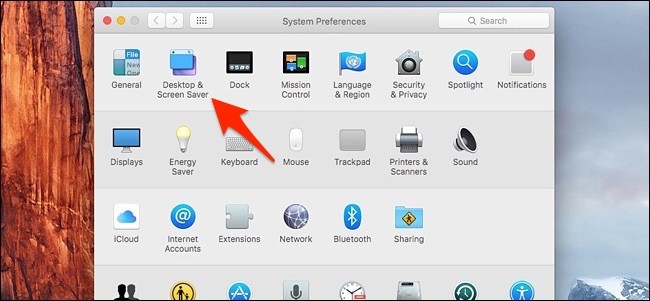 System Preferences
Search
File
New
Ope
General
Desktop &
Screen Saver
Dock
Mission
Control
Language
& Region
Security
& Privacy
Spotlight
Notifications
Displays
Energy
Saver
Keyboard
Mouse
Trackpad
Printers &
Scanners
Sound
iCloud
Internet
Accounts
Extensions
Network
Bluetooth
Sharing